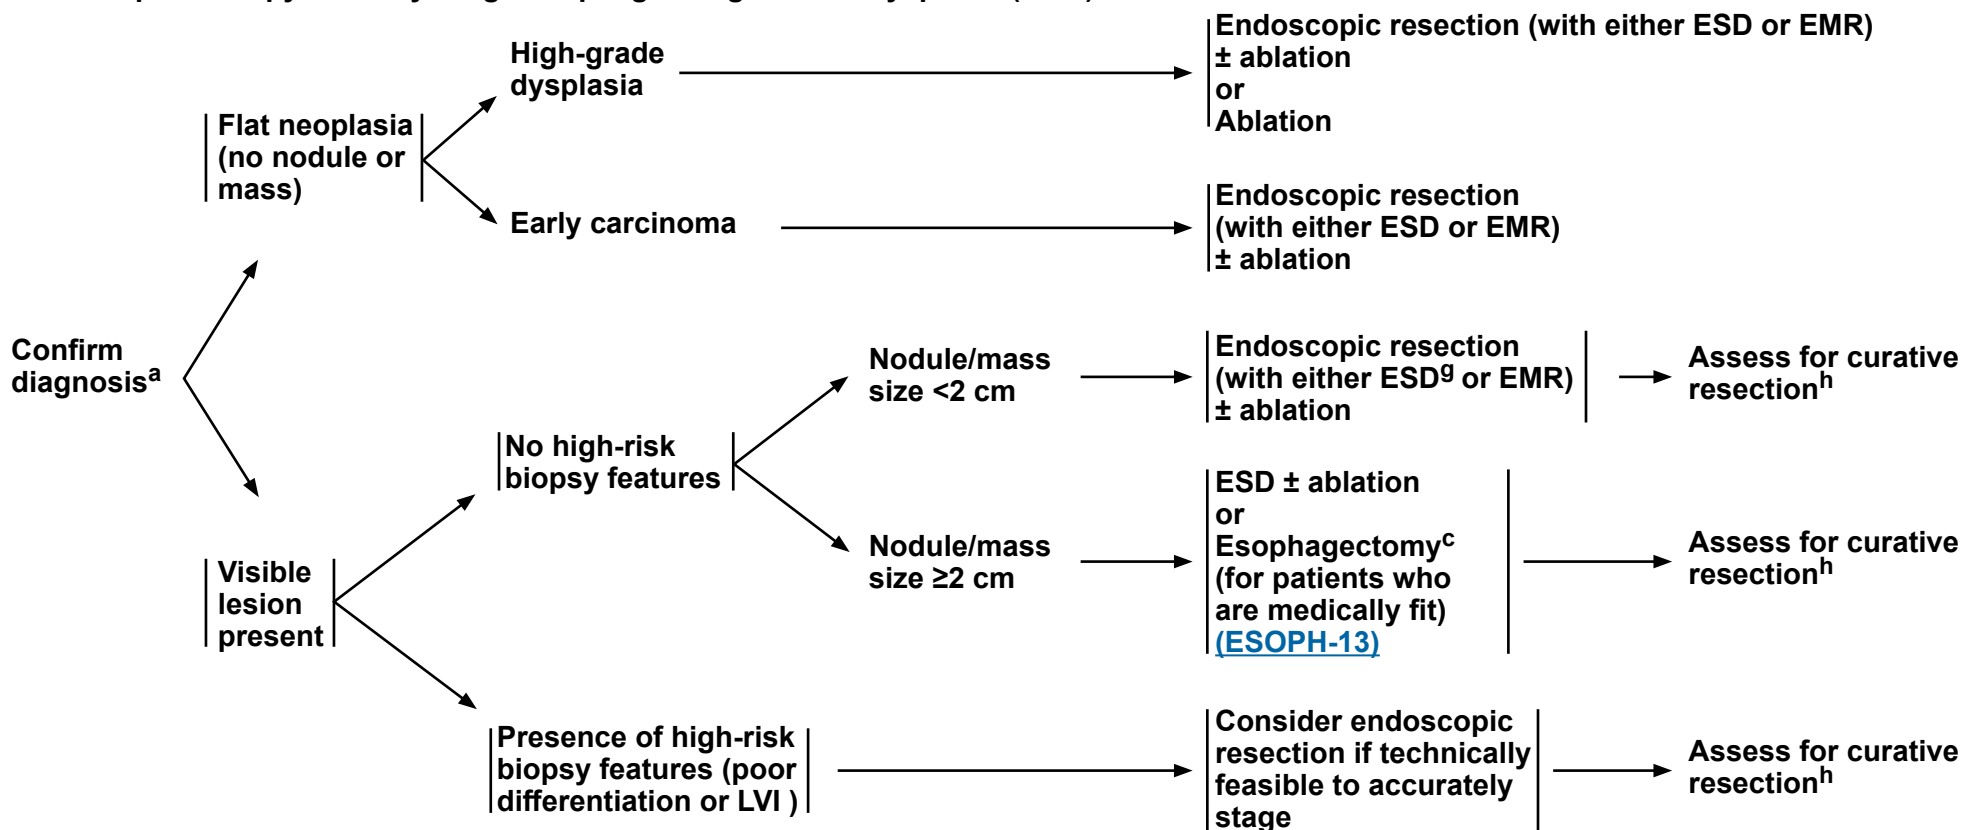 High-grade
dysplasia
Endoscopic resection (with either ESD or EMR)
± ablation
or
Ablation
Flat neoplasia
(no nodule or
mass)
Early carcinoma
Endoscopic resection
(with either ESD or EMR)
± ablation
Confirm
diagnosisᵃ
Nodule/mass
size <2 cm
Endoscopic resection
(with either ESDᵍ or EMR)
± ablation
Assess for curative
resectionʰ
No high-risk
biopsy features
Nodule/mass
size ≥2 cm
ESD ± ablation
or
Esophagectomyᶜ
(for patients who
are medically fit)
(ESOPH-13)
Assess for curative
resectionʰ
Visible
lesion
present
Presence of high-risk
biopsy features (poor
differentiation or LVI )
Consider endoscopic
resection if technically
feasible to accurately
stage
Assess for curative
resectionʰ